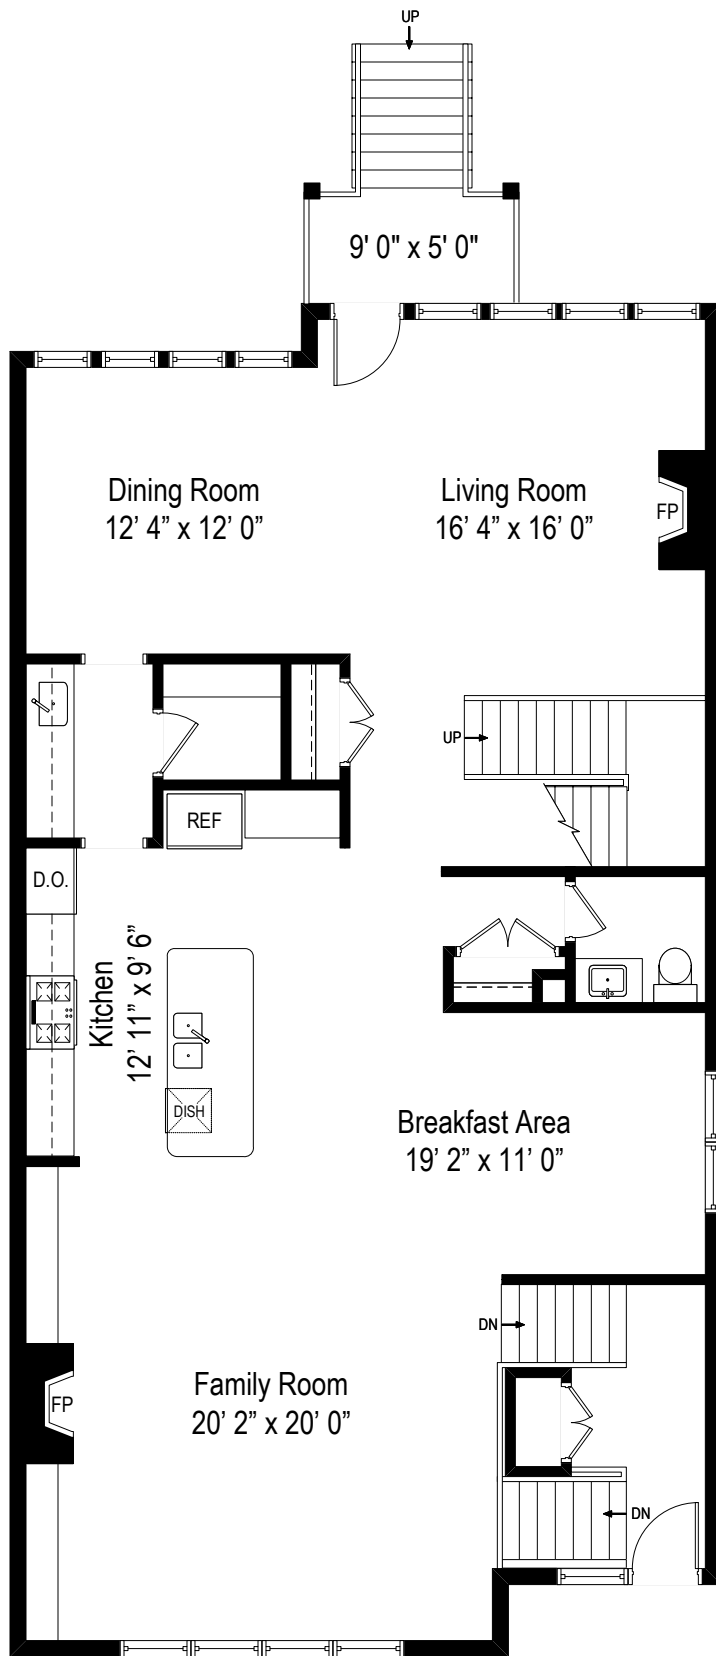 UP
9' 0" x 5' 0"
Dining Room
12’ 4” x 12’ 0”
Living Room
16’ 4” x 16’ 0”
FP
UP
REF
D.O.
Kitchen
12’ 11” x 9’ 6”
DISH
Breakfast Area
19’ 2” x 11’ 0”
DN
Family Room
20’ 2” x 20’ 0”
FP
DN